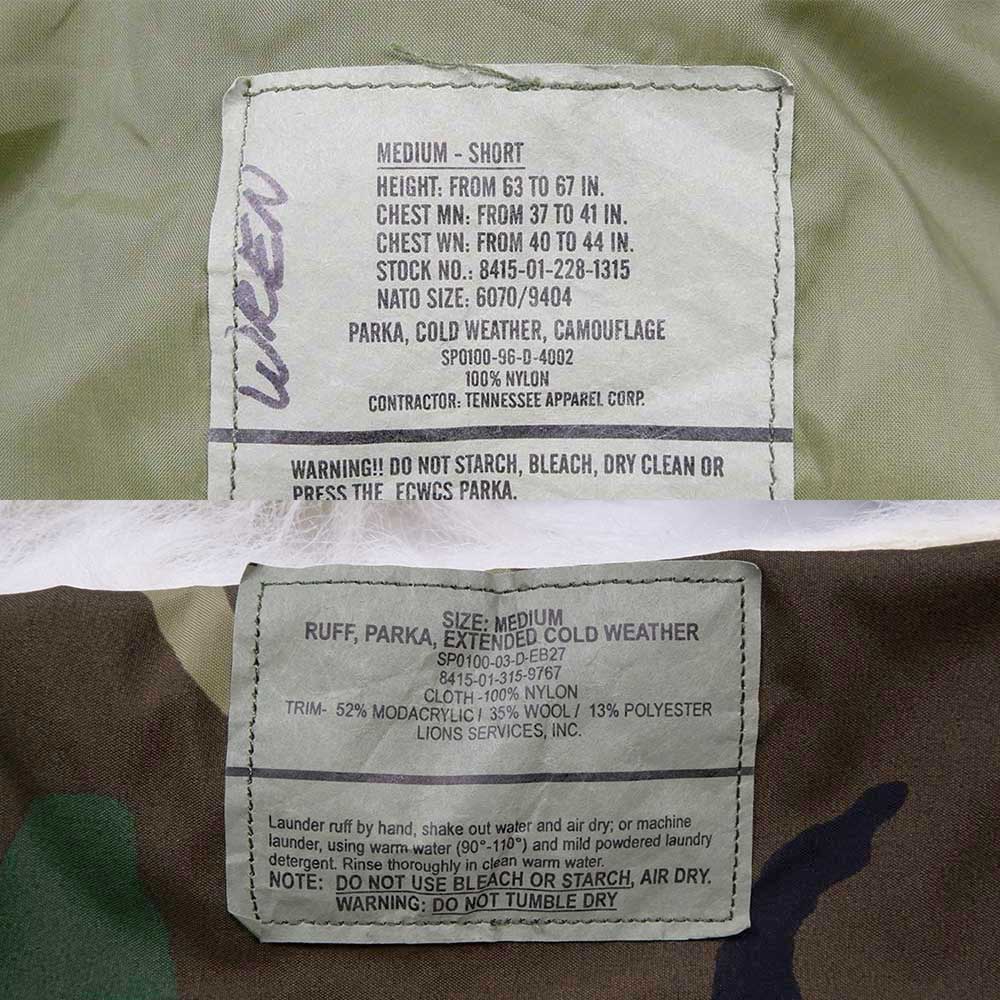 WREN
MEDIUM - SHORT
HEIGHT: FROM 63 TO 67 IN.
CHEST MN: FROM 37 TO 41 IN.
CHEST WN: FROM 40 TO 44 IN.
STOCK NO.: 8415-01-228-1315
NATO SIZE: 6070/9404
PARKA, COLD WEATHER, CAMOUFLAGE
SP0100-96-D-4002
100% NYLON
CONTRACTOR: TENNESSEE APPAREL CORP.
WARNING!! DO NOT STARCH, BLEACH, DRY CLEAN OR
PRESS THE ECWCS PARKA.
SIZE: MEDIUM
RUFF, PARKA, EXTENDED COLD WEATHER
SP0100-03-D-EB27
8415-01-315-9767
CLOTH -100% NYLON
TRIM- 52% MODACRYLIC / 35% WOOL / 13% POLYESTER
LIONS SERVICES, INC.
Launder ruff by hand, shake out water and air dry; or machine
launder, using warm water (90°-110°) and mild powdered laundry
detergent. Rinse thoroughly in clean warm water.
NOTE: DO NOT USE BLEACH OR STARCH, AIR DRY.
WARNING: DO NOT TUMBLE DRY